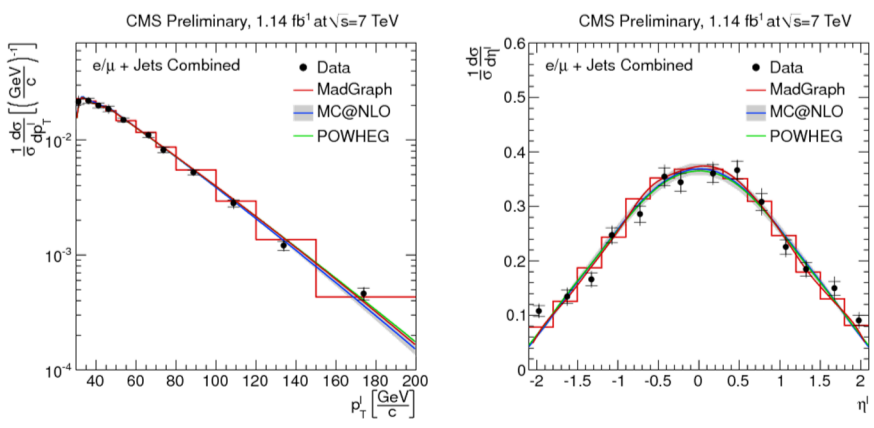 CMS Preliminary, 1.14 fb⁻¹ at √s=7 TeV
e/μ + Jets Combined
Data
MadGraph
MC@NLO
POWHEG
1/σ dσ/dp_T^l [(GeV/c)⁻¹]
10⁻²
10⁻³
10⁻⁴
40 60 80 100 120 140 160 180 200
p_T^l [GeV/c]
CMS Preliminary, 1.14 fb⁻¹ at √s=7 TeV
e/μ + Jets Combined
Data
MadGraph
MC@NLO
POWHEG
1/σ dσ/dη^l
0.6
0.5
0.4
0.3
0.2
0.1
0
-2 -1.5 -1 -0.5 0 0.5 1 1.5 2
η^l